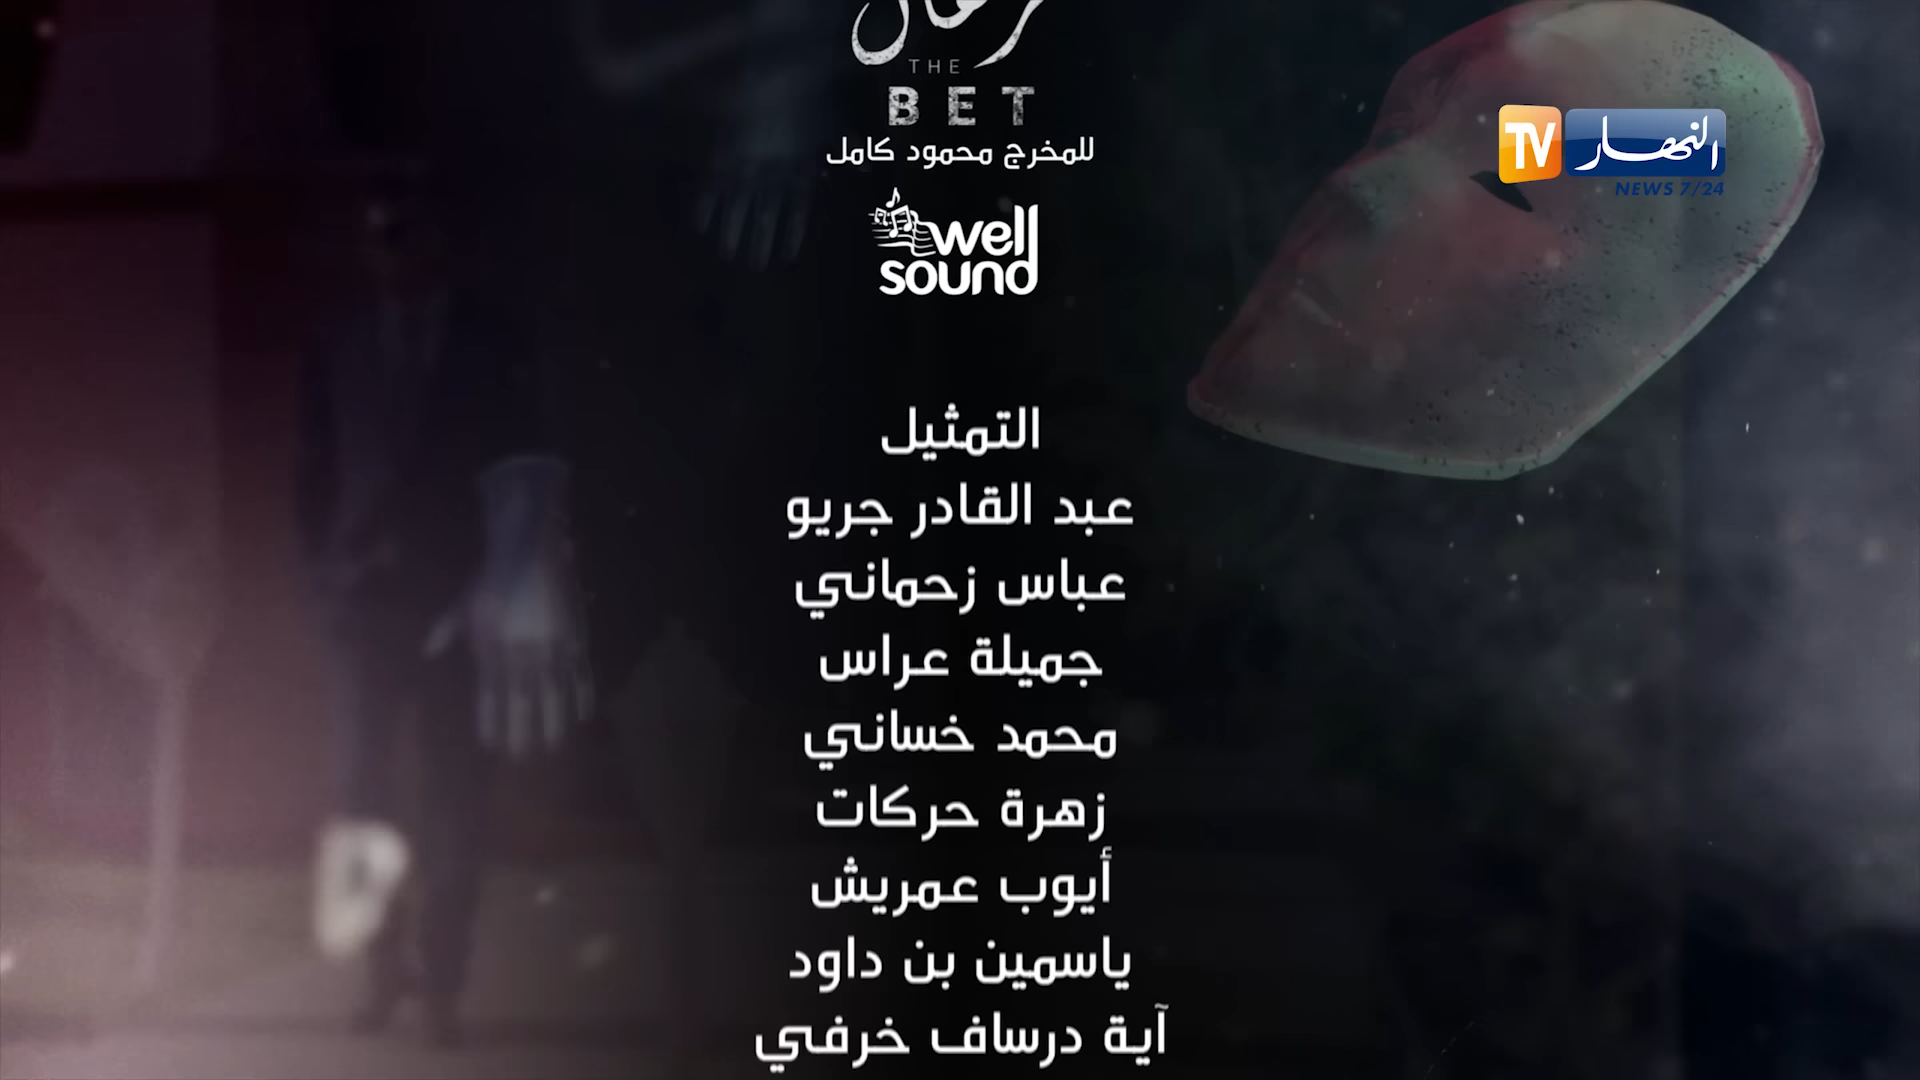 THE
BET
للمخرج محمود كامل
well
sound
TV النهار
NEWS 7/24
التمثيل
عبد القادر جريو
عباس زحماني
جميلة عراس
محمد خساني
زهرة حركات
أيوب عمريش
ياسمين بن داود
آية درساف خرفي